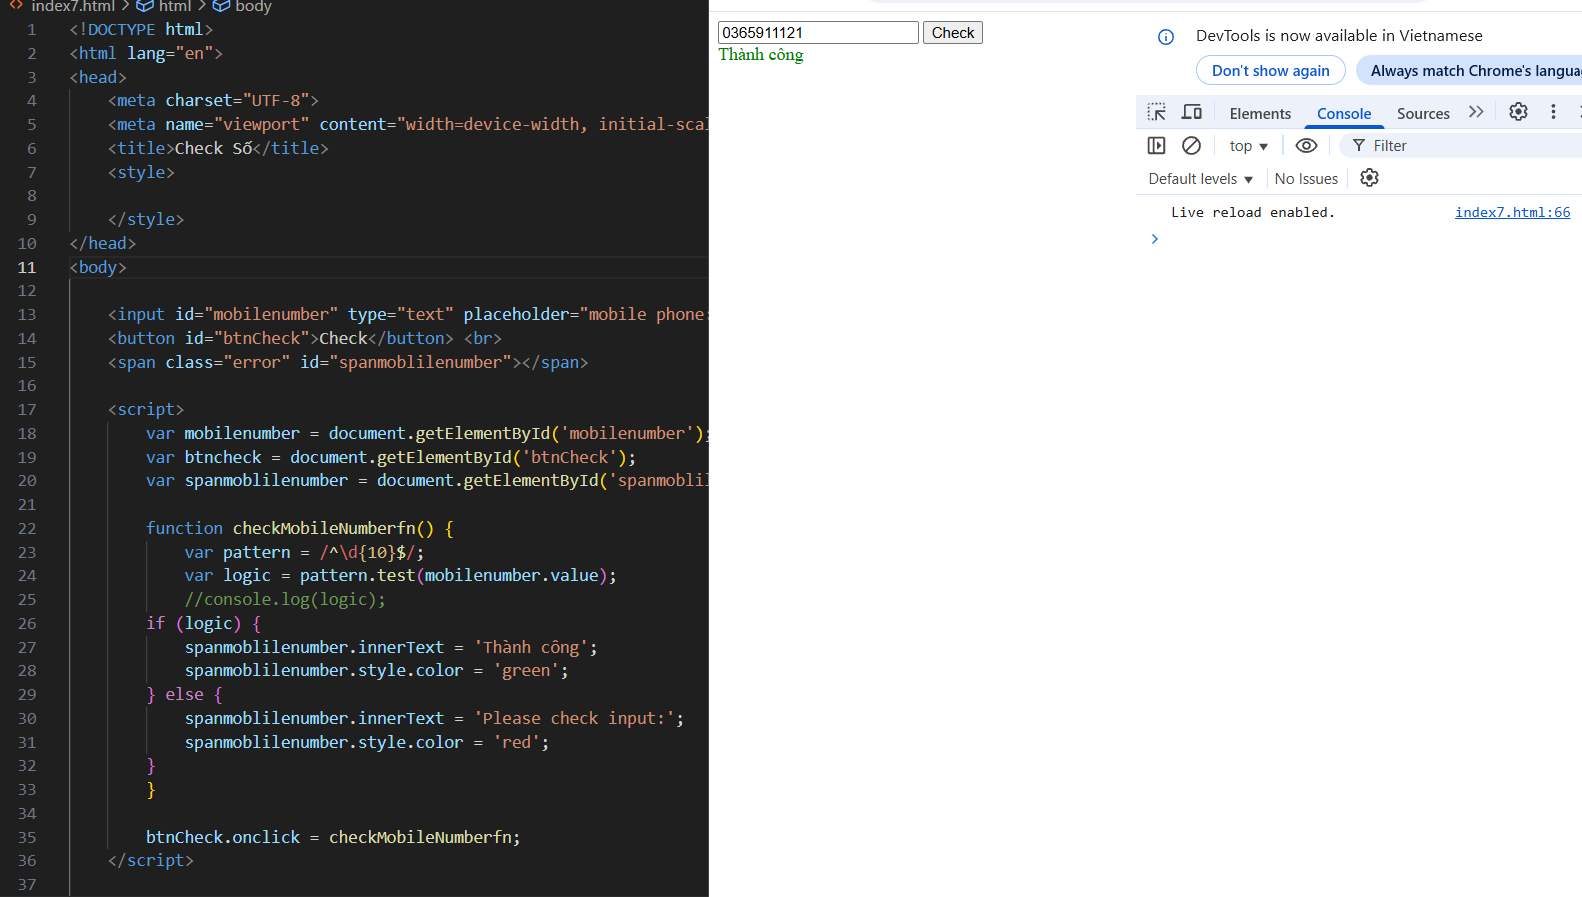 index7.html > html > body
1 <!DOCTYPE html>
2 <html lang="en">
3 <head>
4 <meta charset="UTF-8">
5 <meta name="viewport" content="width=device-width, initial-scal
6 <title>Check Số</title>
7 <style>
8
9 </style>
10 </head>
11 <body>
12
13 <input id="mobilenumber" type="text" placeholder="mobile phone:
14 <button id="btnCheck">Check</button> <br>
15 <span class="error" id="spanmoblilenumber"></span>
16
17 <script>
18 var mobilenumber = document.getElementById('mobilenumber');
19 var btncheck = document.getElementById('btnCheck');
20 var spanmoblilenumber = document.getElementById('spanmoblil
21
22 function checkMobileNumberfn() {
23 var pattern = /^\d{10}$/;
24 var logic = pattern.test(mobilenumber.value);
25 //console.log(logic);
26 if (logic) {
27 spanmoblilenumber.innerText = 'Thành công';
28 spanmoblilenumber.style.color = 'green';
29 } else {
30 spanmoblilenumber.innerText = 'Please check input:';
31 spanmoblilenumber.style.color = 'red';
32 }
33 }
34
35 btnCheck.onclick = checkMobileNumberfn;
36 </script>
37
0365911121 Check
Thành công
DevTools is now available in Vietnamese
Don't show again Always match Chrome's langua
Elements Console Sources
top Filter
Default levels No Issues
Live reload enabled. index7.html:66